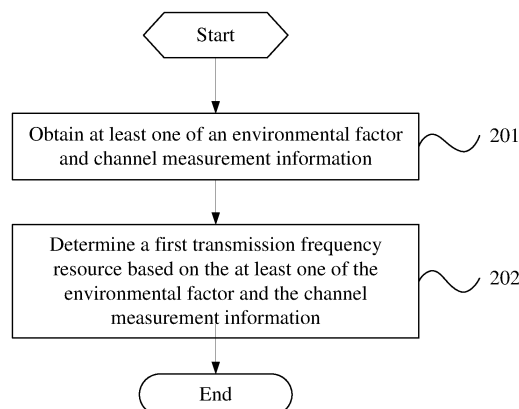 Start
Obtain at least one of an environmental factor
and channel measurement information
201
Determine a first transmission frequency
resource based on the at least one of the
environmental factor and the channel
measurement information
202
End